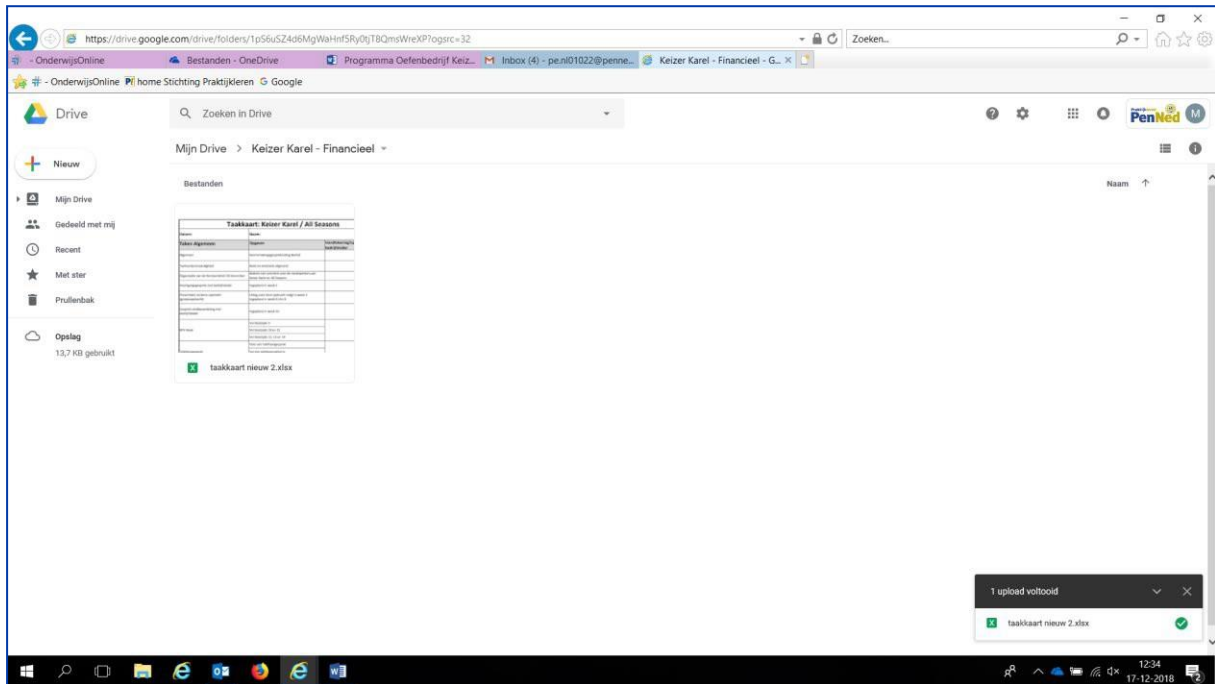 https://drive.google.com/drive/folders/1pS6uSZ4d6MgWaHnf5Ry0tjT8QmsWreXP?ogsrc=32
Zoeken...
- OnderwijsOnline
Bestanden - OneDrive
Programma Oefenbedrijf Keiz...
Inbox (4) - pe.nl01022@penne...
Keizer Karel - Financieel - G...
- OnderwijsOnline
home Stichting Praktijkleren
Google
Drive
Zoeken in Drive
PenNed
M
Mijn Drive > Keizer Karel - Financieel
Nieuw
Bestanden
Naam
Mijn Drive
Gedeeld met mij
Recent
Met ster
Prullenbak
Opslag
13,7 KB gebruikt
Taakkaart: Keizer Karel / All Seasons
Taken Algemeen
taakkaart nieuw 2.xlsx
1 upload voltooid
taakkaart nieuw 2.xlsx
12:34
17-12-2018